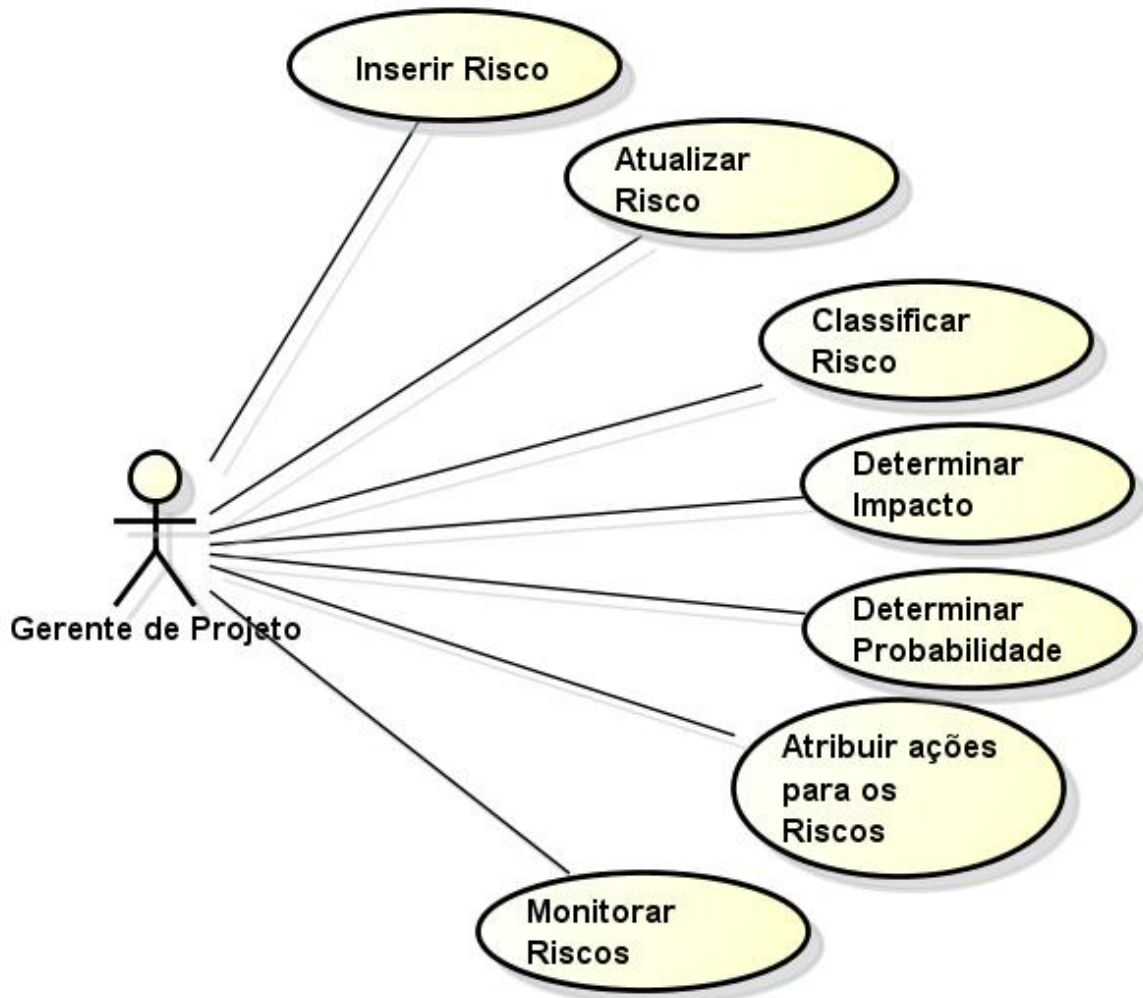 Inserir Risco
Atualizar
Risco
Classificar
Risco
Determinar
Impacto
Determinar
Probabilidade
Gerente de Projeto
Atribuir ações
para os
Riscos
Monitorar
Riscos